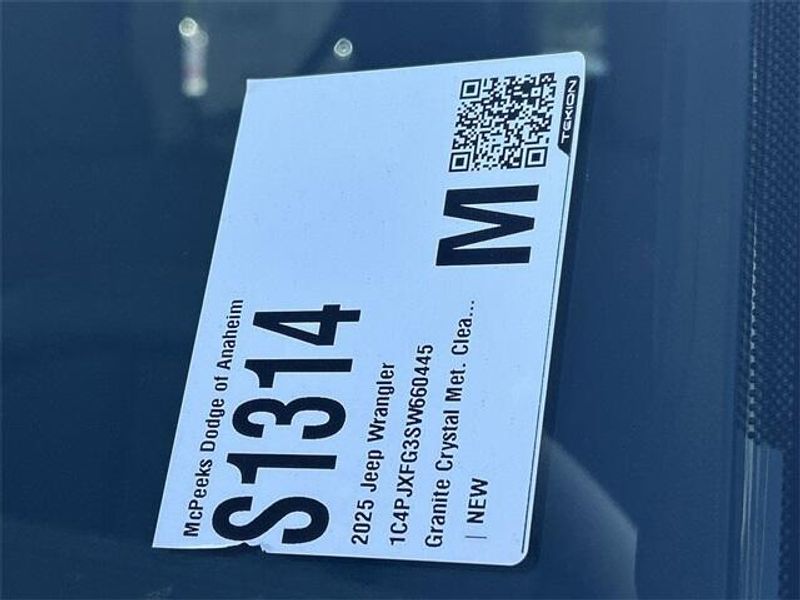 McPeeks Dodge of Anaheim
S1314
2025 Jeep Wrangler
1C4PJXFG3SW660445
Granite Crystal Met. Clea...
| NEW
M
TEKION